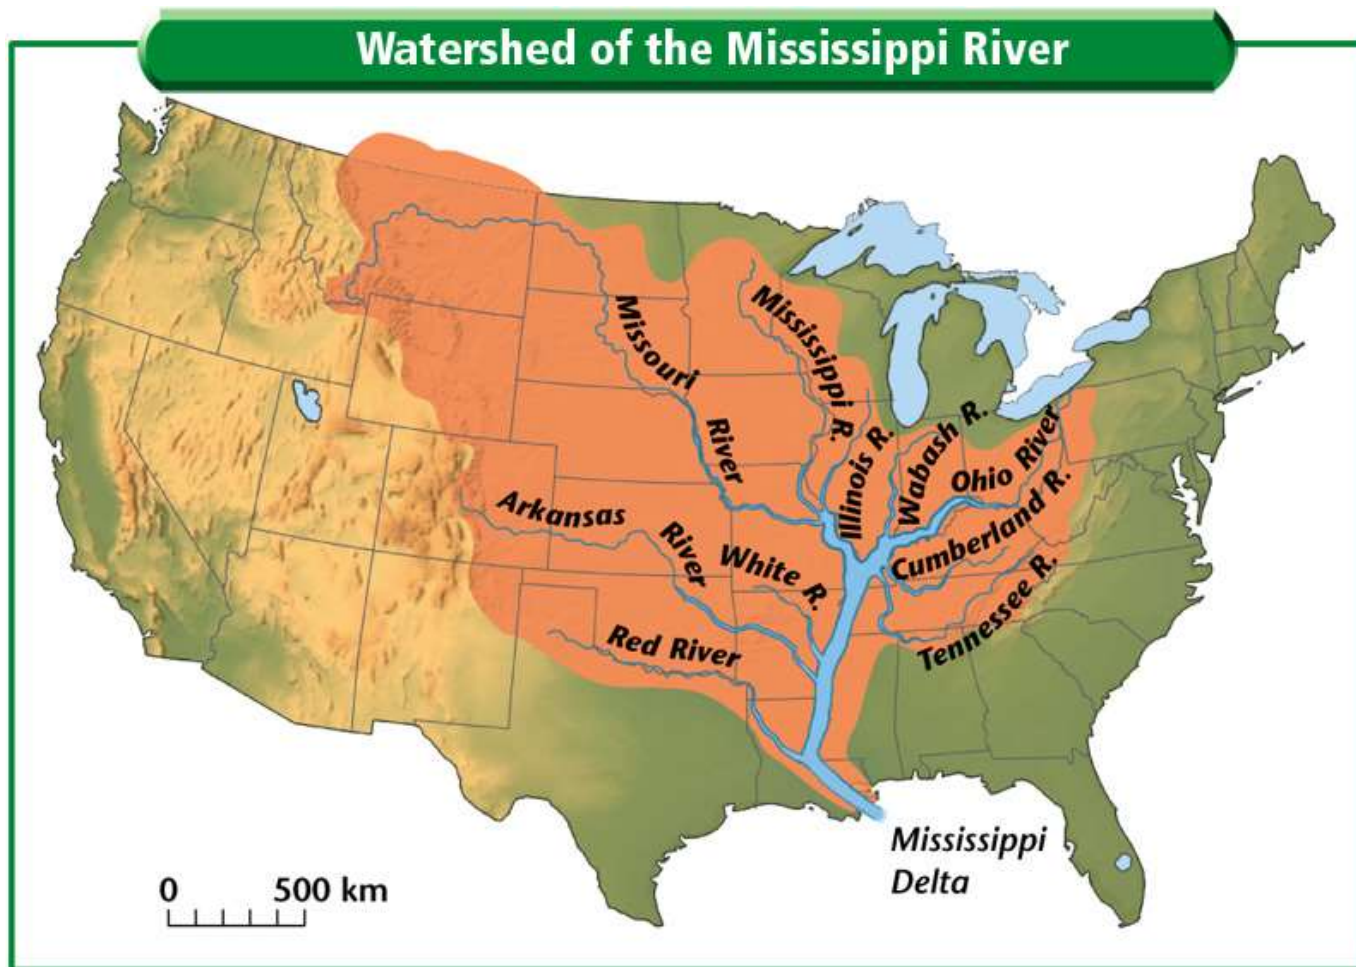 Watershed of the Mississippi River
Missouri
River
Mississippi R.
Illinois R.
Wabash R.
Ohio River
Cumberland R.
Tennessee R.
Arkansas
River
White R.
Red River
Mississippi
Delta
0 500 km